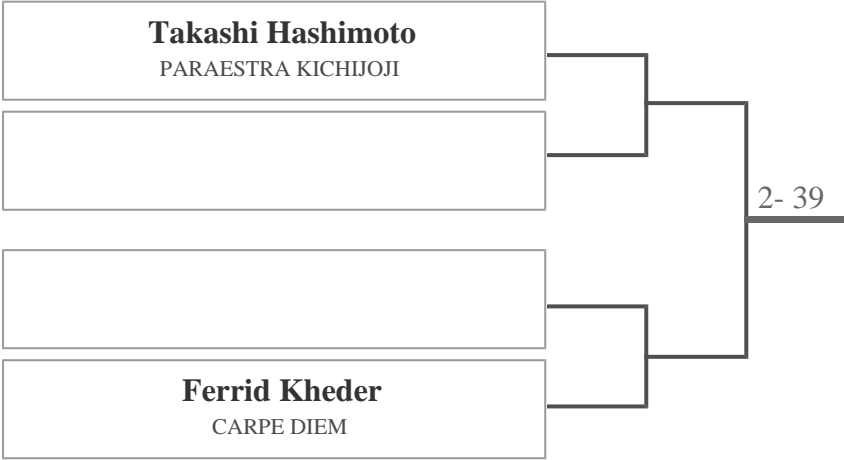 Takashi Hashimoto
PARAESTRA KICHIJOJI
2- 39
Ferrid Kheder
CARPE DIEM